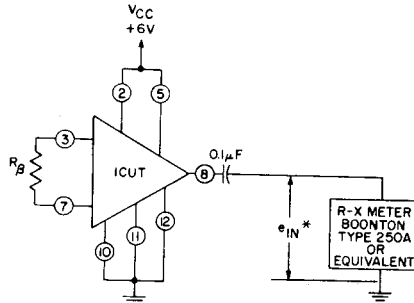 VCC
+6V
2
5
3
Rβ
ICUT
7
8
0.1μF
10
11
12
eIN*
R-X METER
BOONTON
TYPE 250A
OR
EQUIVALENT